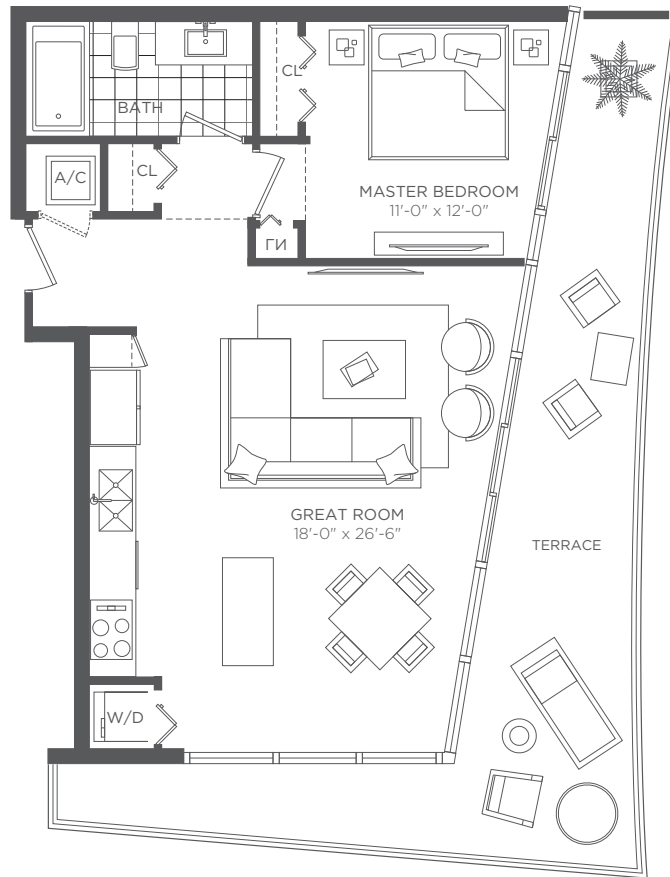 BATH
CL
A/C
CL
MASTER BEDROOM
11'-0" x 12'-0"
ГИ
GREAT ROOM
18'-0" x 26'-6"
TERRACE
W/D